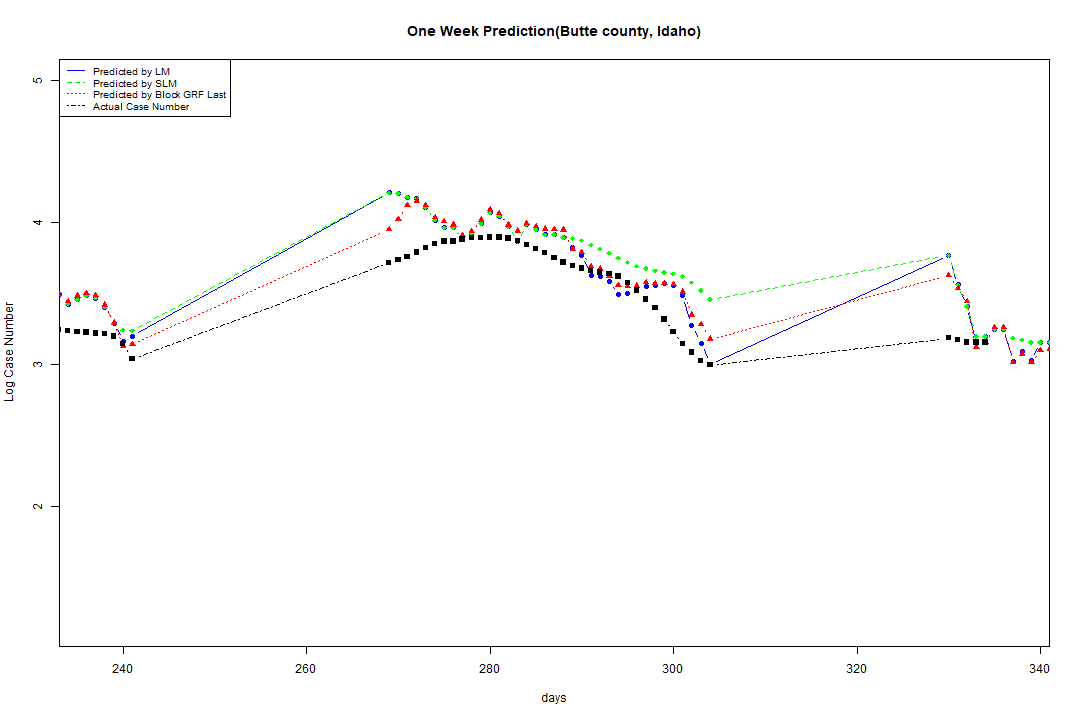 One Week Prediction(Butte county, Idaho)
Predicted by LM
Predicted by SLM
Predicted by Block GRF Last
Actual Case Number
5
4
3
2
Log Case Number
240 260 280 300 320 340
days